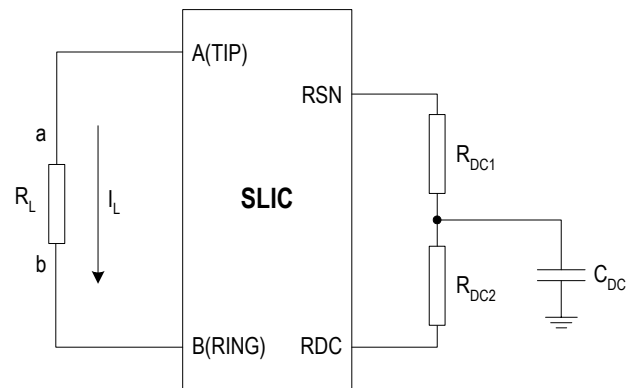 A(TIP)
RSN
a
R_DC1
R_L
I_L
SLIC
b
R_DC2
C_DC
B(RING)
RDC